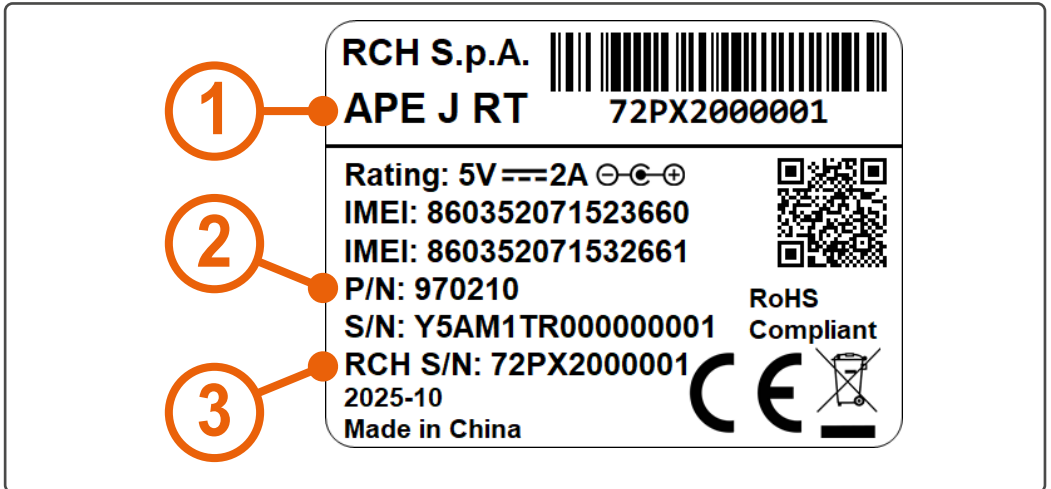 RCH S.p.A.
APE J RT
72PX2000001
Rating: 5V 2A
IMEI: 860352071523660
IMEI: 860352071532661
P/N: 970210
S/N: Y5AM1TR000000001
RCH S/N: 72PX2000001
2025-10
Made in China
RoHS
Compliant
CE
1
2
3